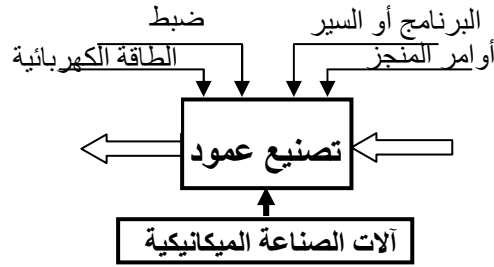 البرنامج أو السير
ضبط
أوامر المنجز
الطاقة الكهربائية
تصنيع عمود
آلات الصناعة الميكانيكية